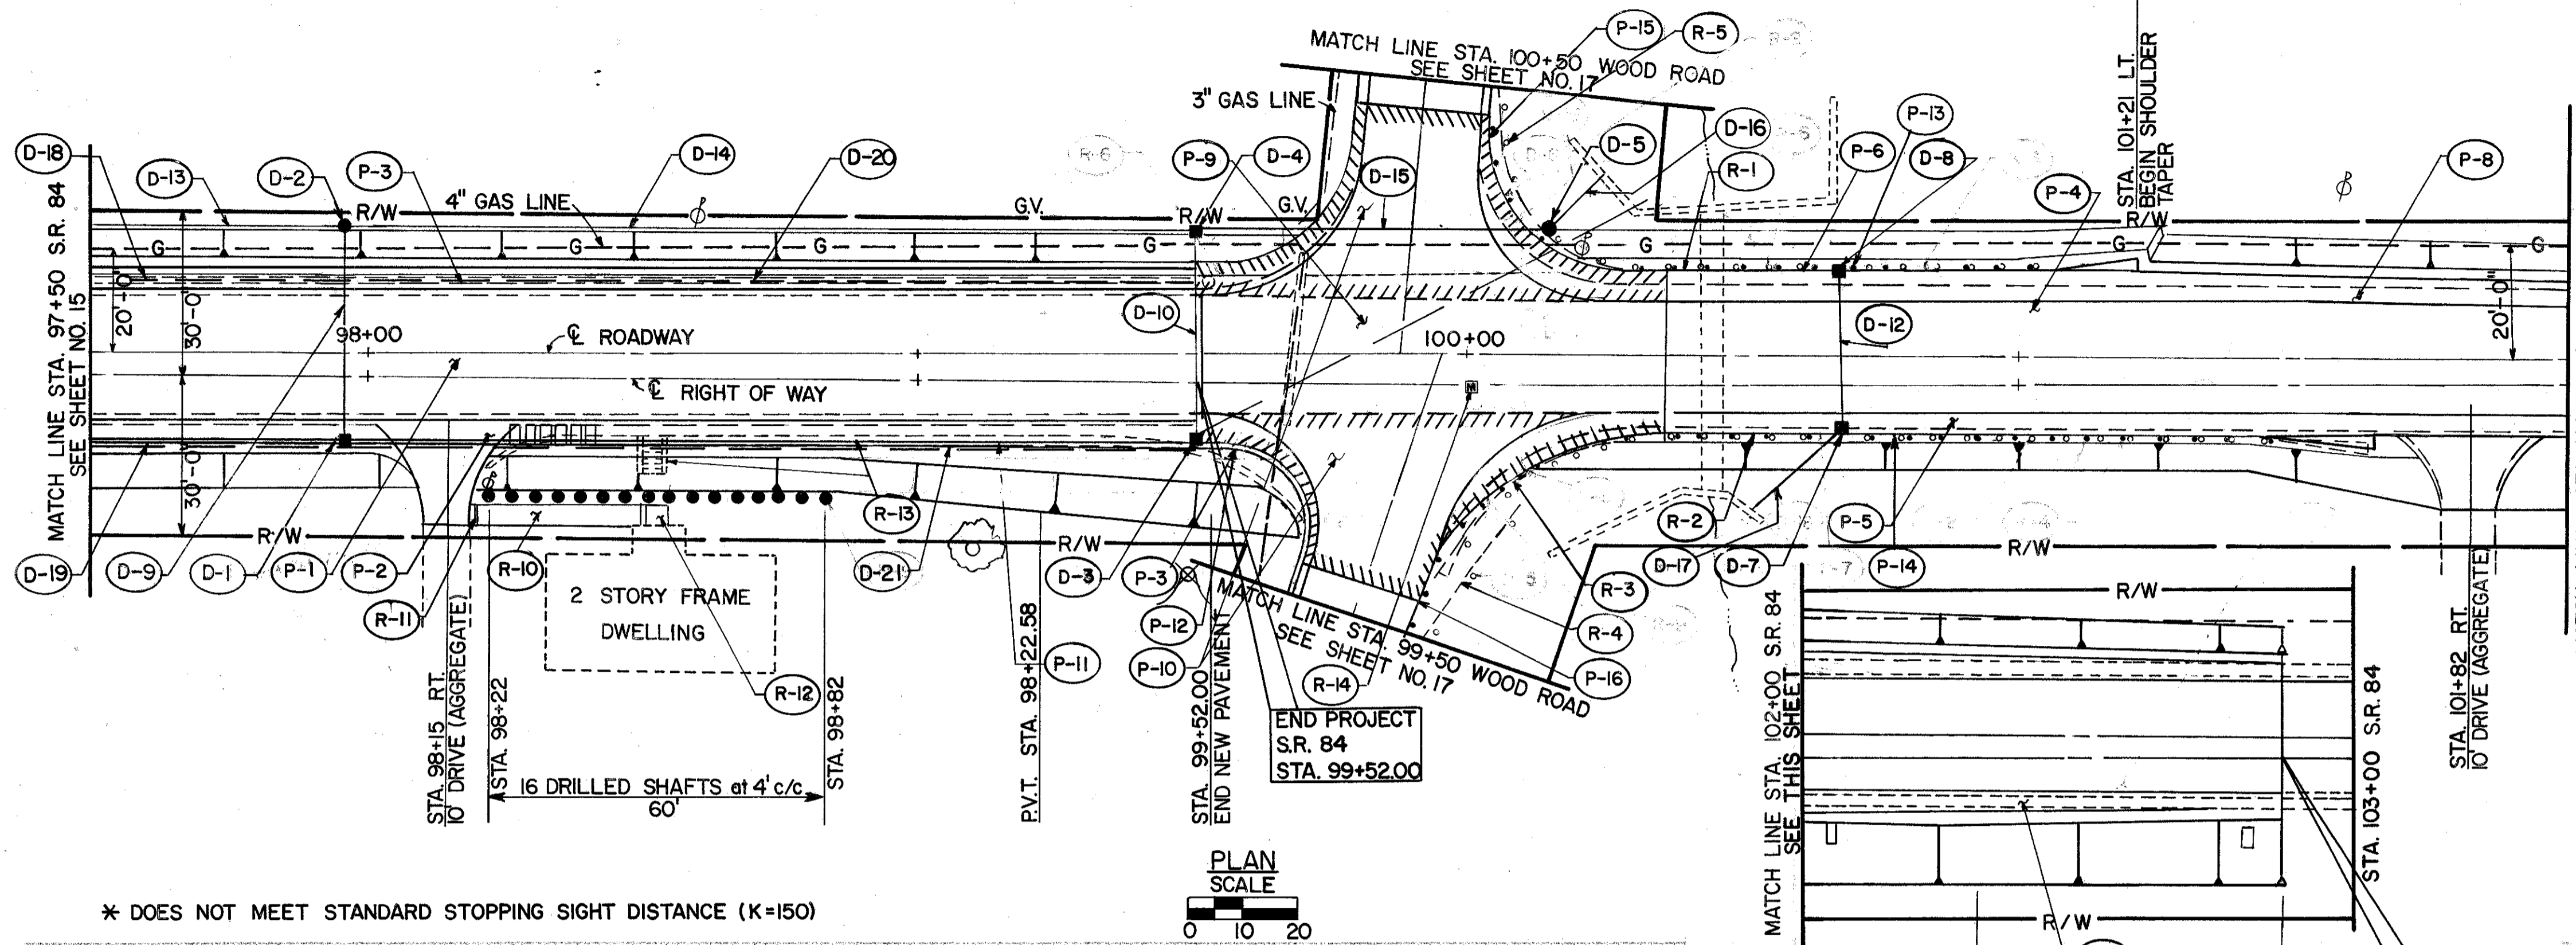 MATCH LINE STA. 100+50 WOOD ROAD
SEE SHEET NO. 17
P-15
R-5
3" GAS LINE
STA. 101+21 LT.
BEGIN SHOULDER
TAPER
D-18
D-13
D-2
P-3
D-14
D-20
R-6
P-9
D-4
D-15
D-5
D-16
R-1
P-6
P-13
D-8
P-4
P-8
MATCH LINE STA. 97+50 S.R. 84
SEE SHEET NO. 15
R/W
4" GAS LINE
G.V.
R/W
G.V.
R/W
G
G
G
G
G
G
G
20'-0"
30'-0"
30'-0"
20'-0"
98+00
℄ ROADWAY
℄ RIGHT OF WAY
D-10
100+00
M
D-12
R/W
R/W
R/W
D-19
D-9
D-1
P-1
P-2
R-10
R-11
R-13
D-21
D-3
P-3
P-12
P-10
P-11
R-12
2 STORY FRAME
DWELLING
R-2
D-17
D-7
P-5
P-14
R-3
R-4
P-16
R-14
MATCH LINE STA. 99+50 WOOD ROAD
SEE SHEET NO. 17
END PROJECT
S.R. 84
STA. 99+52.00
STA. 98+15 RT.
10' DRIVE (AGGREGATE)
STA. 98+22
16 DRILLED SHAFTS at 4' c/c
60'
STA. 98+82
P.V.T. STA. 98+22.58
STA. 99+52.00
END NEW PAVEMENT
MATCH LINE STA. 102+00 S.R. 84
SEE THIS SHEET
R/W
R/W
STA. 103+00 S.R. 84
STA. 101+82 RT.
10' DRIVE (AGGREGATE)
PLAN
SCALE
0 10 20
* DOES NOT MEET STANDARD STOPPING SIGHT DISTANCE (K=150)